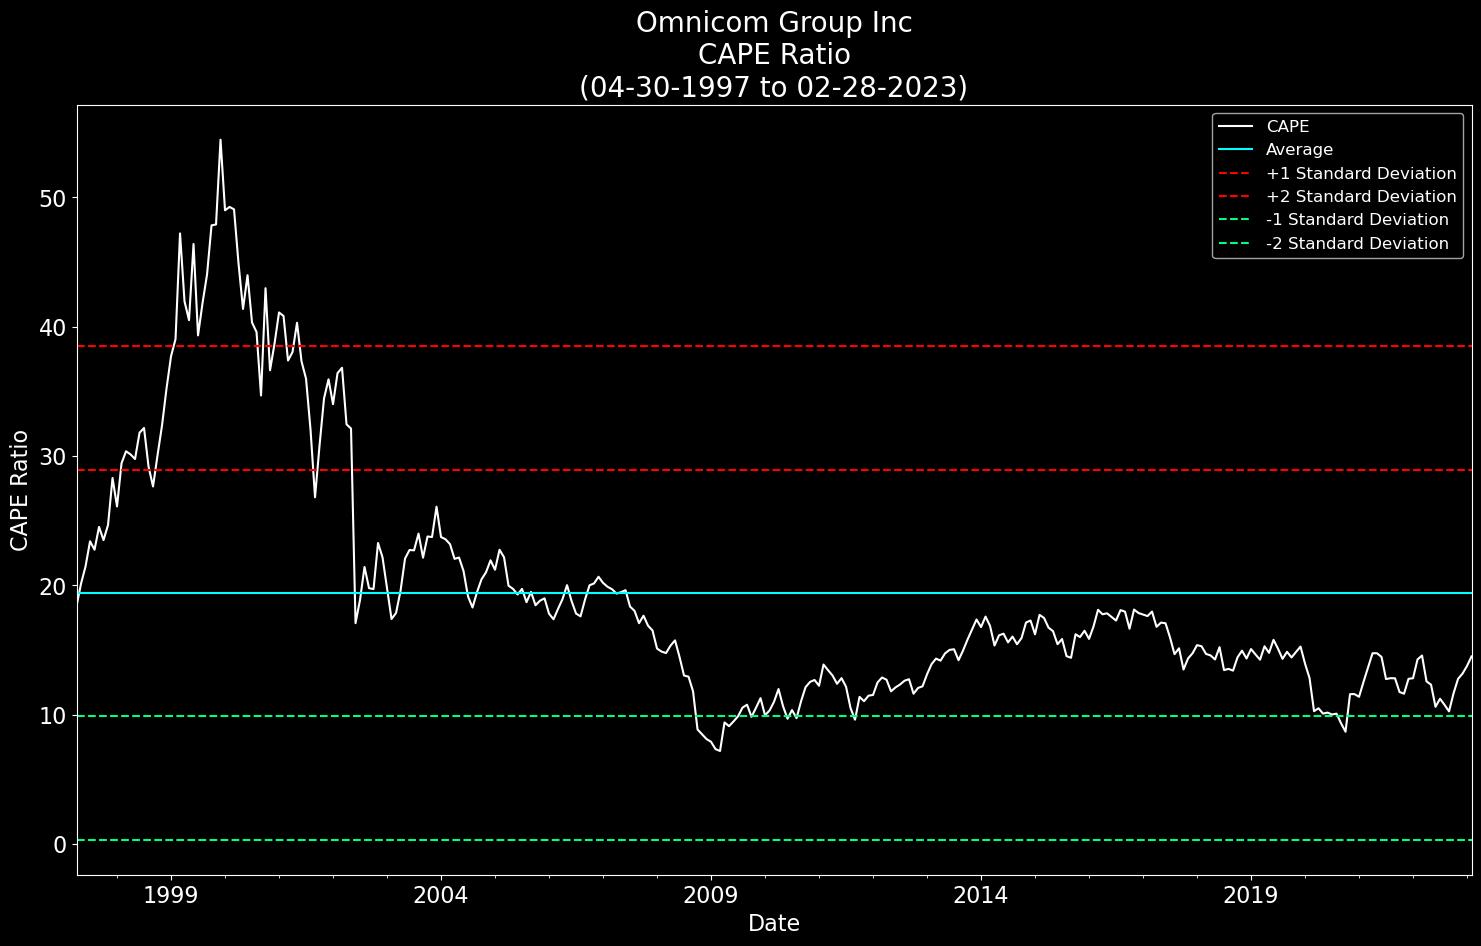 Omnicom Group Inc
CAPE Ratio
(04-30-1997 to 02-28-2023)
CAPE
Average
+1 Standard Deviation
+2 Standard Deviation
-1 Standard Deviation
-2 Standard Deviation
CAPE Ratio
50
40
30
20
10
0
1999 2004 2009 2014 2019
Date